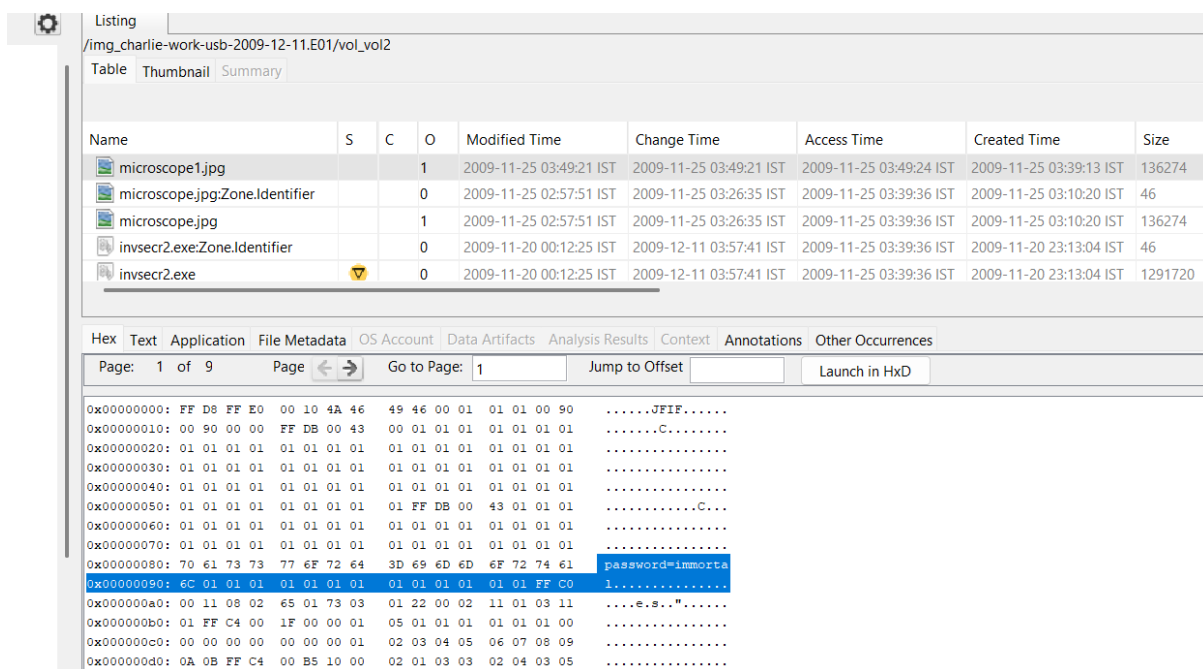 Listing
/img_charlie-work-usb-2009-12-11.E01/vol_vol2
Table Thumbnail Summary
Name S C O Modified Time Change Time Access Time Created Time Size
microscope1.jpg 1 2009-11-25 03:49:21 IST 2009-11-25 03:49:21 IST 2009-11-25 03:49:24 IST 2009-11-25 03:39:13 IST 136274
microscope.jpg:Zone.Identifier 0 2009-11-25 02:57:51 IST 2009-11-25 03:26:35 IST 2009-11-25 03:39:36 IST 2009-11-25 03:10:20 IST 46
microscope.jpg 1 2009-11-25 02:57:51 IST 2009-11-25 03:26:35 IST 2009-11-25 03:39:36 IST 2009-11-25 03:10:20 IST 136274
invsecr2.exe:Zone.Identifier 0 2009-11-20 00:12:25 IST 2009-12-11 03:57:41 IST 2009-11-25 03:39:36 IST 2009-11-20 23:13:04 IST 46
invsecr2.exe 0 2009-11-20 00:12:25 IST 2009-12-11 03:57:41 IST 2009-11-25 03:39:36 IST 2009-11-20 23:13:04 IST 1291720
Hex Text Application File Metadata OS Account Data Artifacts Analysis Results Context Annotations Other Occurrences
Page: 1 of 9 Page Go to Page: 1 Jump to Offset Launch in HxD
0x00000000: FF D8 FF E0 00 10 4A 46 49 46 00 01 01 01 00 90 ......JFIF......
0x00000010: 00 90 00 00 FF DB 00 43 00 01 01 01 01 01 01 01 .......C........
0x00000020: 01 01 01 01 01 01 01 01 01 01 01 01 01 01 01 01 ................
0x00000030: 01 01 01 01 01 01 01 01 01 01 01 01 01 01 01 01 ................
0x00000040: 01 01 01 01 01 01 01 01 01 01 01 01 01 01 01 01 ................
0x00000050: 01 01 01 01 01 01 01 01 01 FF DB 00 43 01 01 01 ............C...
0x00000060: 01 01 01 01 01 01 01 01 01 01 01 01 01 01 01 01 ................
0x00000070: 01 01 01 01 01 01 01 01 01 01 01 01 01 01 01 01 ................
0x00000080: 70 61 73 73 77 6F 72 64 3D 69 6D 6D 6F 72 74 61 password=immorta
0x00000090: 6C 01 01 01 01 01 01 01 01 01 01 01 01 01 FF C0 l...............
0x000000a0: 00 11 08 02 65 01 73 03 01 22 00 02 11 01 03 11 ....e.s.."......
0x000000b0: 01 FF C4 00 1F 00 00 01 05 01 01 01 01 01 01 00 ................
0x000000c0: 00 00 00 00 00 00 00 01 02 03 04 05 06 07 08 09 ................
0x000000d0: 0A 0B FF C4 00 B5 10 00 02 01 03 03 02 04 03 05 ................